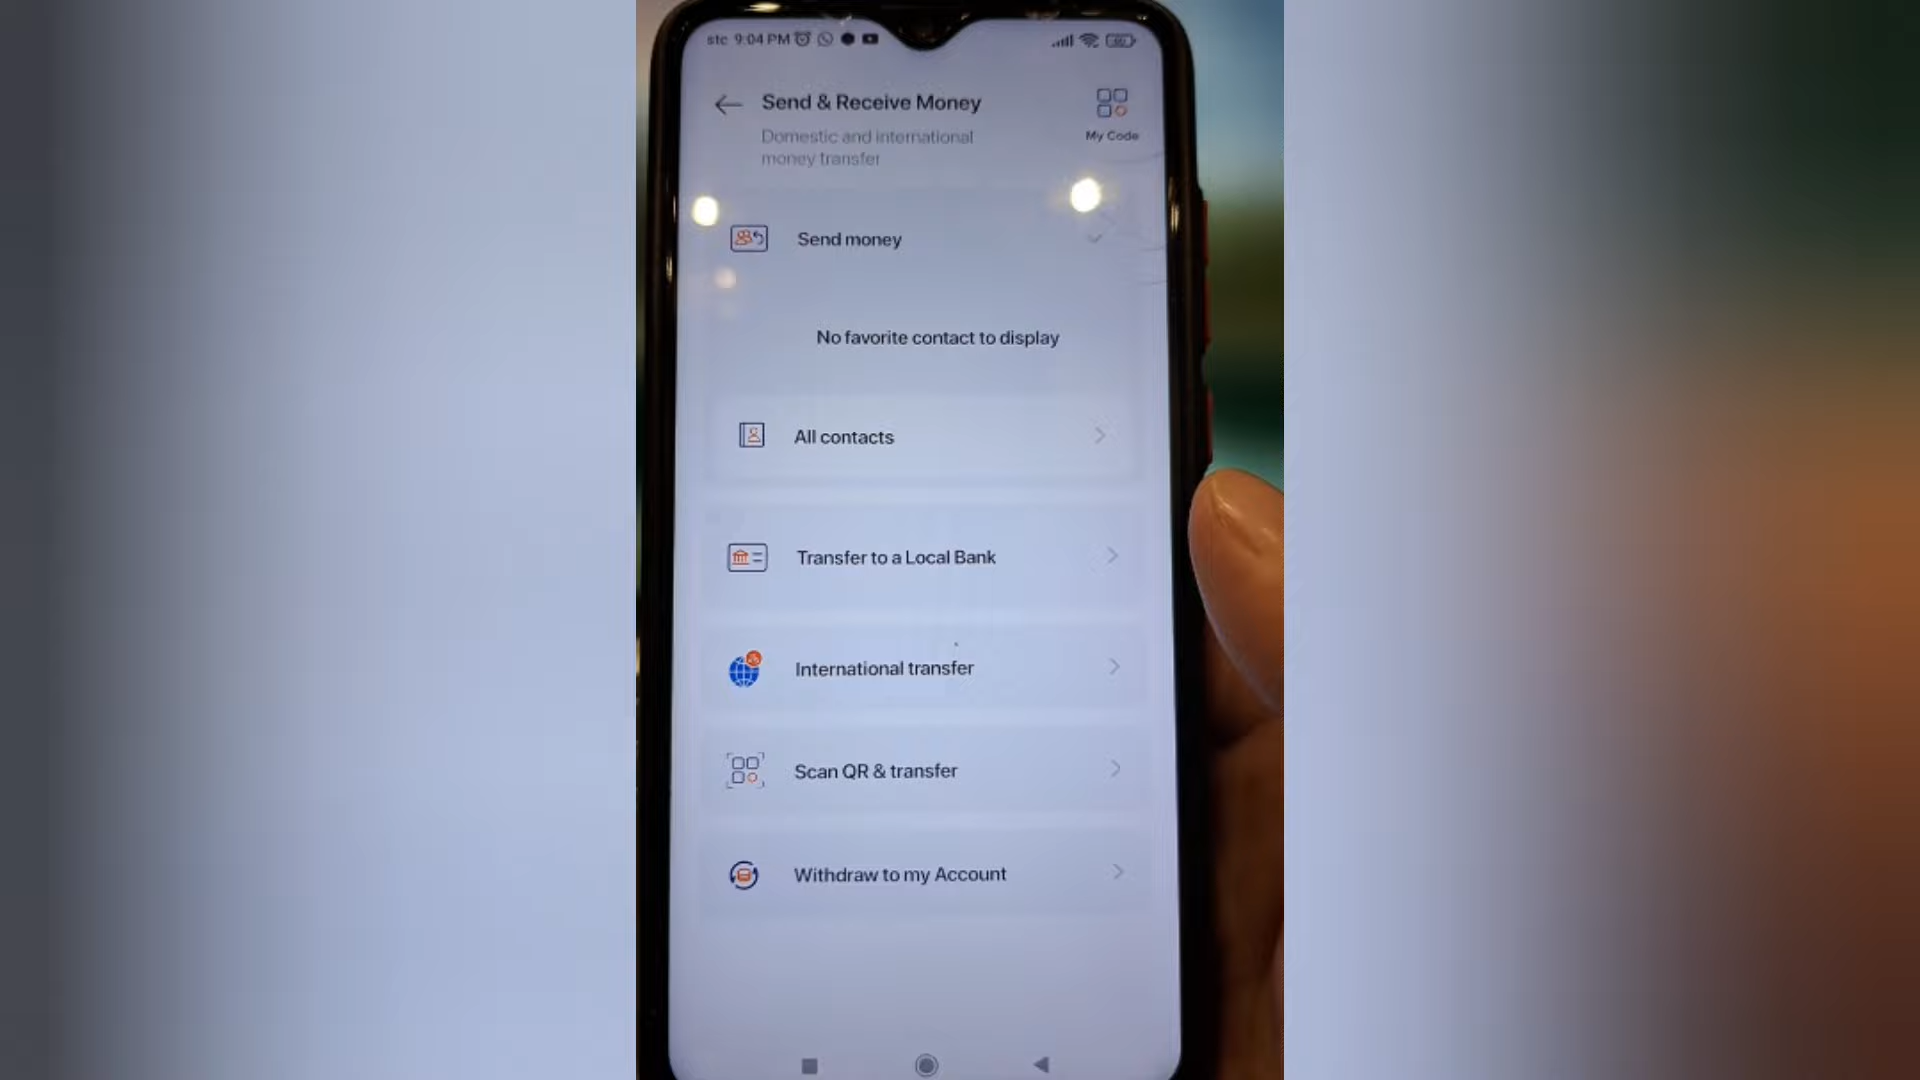 stc 9:04 PM
Send & Receive Money
My Code
Domestic and international
money transfer
Send money
No favorite contact to display
All contacts
Transfer to a Local Bank
International transfer
Scan QR & transfer
Withdraw to my Account